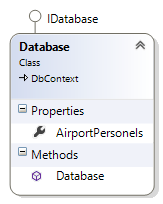 IDatabase
Database
Class
DbContext
Properties
AirportPersonels
Methods
Database